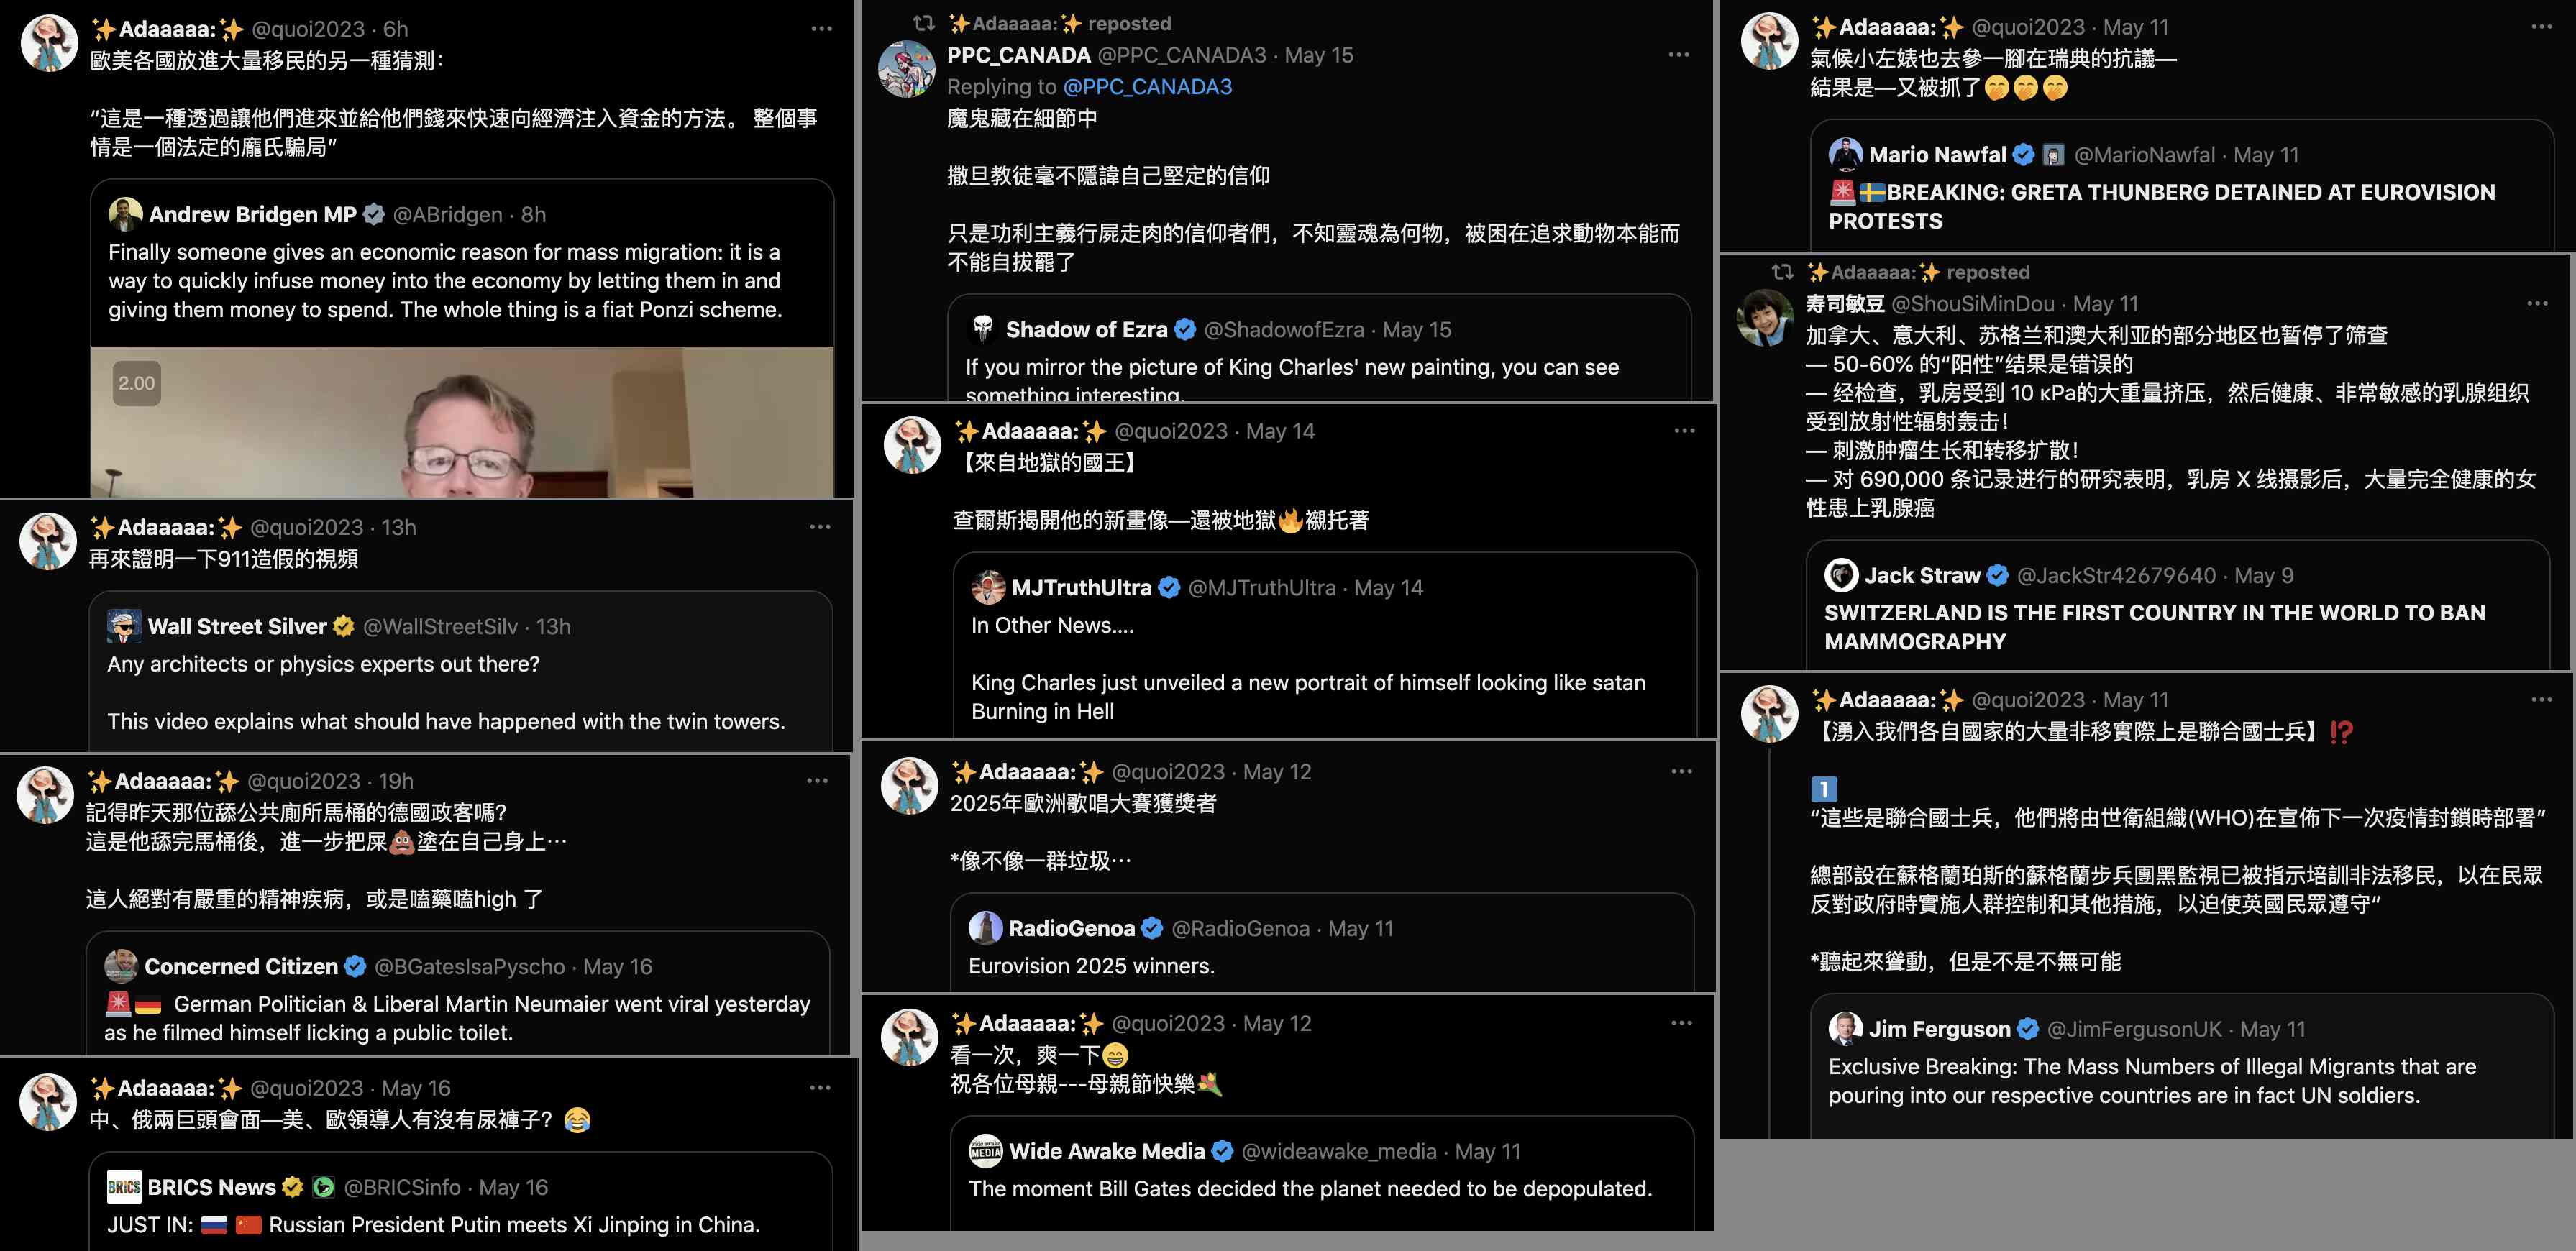 ✨Adaaaaa:✨ @quoi2023 · 6h
歐美各國放進大量移民的另一種猜測：
“這是一種透過讓他們進來並給他們錢來快速向經濟注入資金的方法。 整個事
情是一個法定的龐氏騙局”
Andrew Bridgen MP @ABridgen · 8h
Finally someone gives an economic reason for mass migration: it is a
way to quickly infuse money into the economy by letting them in and
giving them money to spend. The whole thing is a fiat Ponzi scheme.
2.00
✨Adaaaaa:✨ @quoi2023 · 13h
再來證明一下911造假的視頻
Wall Street Silver @WallStreetSilv · 13h
Any architects or physics experts out there?
This video explains what should have happened with the twin towers.
✨Adaaaaa:✨ @quoi2023 · 19h
記得昨天那位舔公共廁所馬桶的德國政客嗎？
這是他舔完馬桶後，進一步把屎💩塗在自己身上⋯
這人絕對有嚴重的精神疾病，或是嗑藥嗑high 了
Concerned Citizen @BGatesIsaPyscho · May 16
🚨🇩🇪 German Politician & Liberal Martin Neumaier went viral yesterday
as he filmed himself licking a public toilet.
✨Adaaaaa:✨ @quoi2023 · May 16
中、俄兩巨頭會面—美、歐領導人有沒有尿褲子？😂
BRICS
BRICS News @BRICSinfo · May 16
JUST IN: 🇷🇺 🇨🇳 Russian President Putin meets Xi Jinping in China.
✨Adaaaaa:✨ reposted
PPC_CANADA @PPC_CANADA3 · May 15
Replying to @PPC_CANADA3
魔鬼藏在細節中
撒旦教徒毫不隱諱自己堅定的信仰
只是功利主義行屍走肉的信仰者們，不知靈魂為何物，被困在追求動物本能而
不能自拔罷了
Shadow of Ezra @ShadowofEzra · May 15
If you mirror the picture of King Charles' new painting, you can see
something interesting.
✨Adaaaaa:✨ @quoi2023 · May 14
【來自地獄的國王】
查爾斯揭開他的新畫像—還被地獄🔥襯托著
MJTruthUltra @MJTruthUltra · May 14
In Other News....
King Charles just unveiled a new portrait of himself looking like satan
Burning in Hell
✨Adaaaaa:✨ @quoi2023 · May 12
2025年歐洲歌唱大賽獲獎者
*像不像一群垃圾⋯
RadioGenoa @RadioGenoa · May 11
Eurovision 2025 winners.
✨Adaaaaa:✨ @quoi2023 · May 12
看一次，爽一下😁
祝各位母親---母親節快樂💐
wide awake
MEDIA
Wide Awake Media @wideawake_media · May 11
The moment Bill Gates decided the planet needed to be depopulated.
✨Adaaaaa:✨ @quoi2023 · May 11
氣候小左婊也去參一腳在瑞典的抗議—
結果是—又被抓了🤭🤭🤭
Mario Nawfal @MarioNawfal · May 11
🚨🇸🇪BREAKING: GRETA THUNBERG DETAINED AT EUROVISION
PROTESTS
✨Adaaaaa:✨ reposted
寿司敏豆 @ShouSiMinDou · May 11
加拿大、意大利、苏格兰和澳大利亚的部分地区也暂停了筛查
— 50-60% 的“阳性”结果是错误的
— 经检查，乳房受到 10 кPa的大重量挤压，然后健康、非常敏感的乳腺组织
受到放射性辐射轰击！
— 刺激肿瘤生长和转移扩散！
— 对 690,000 条记录进行的研究表明，乳房 X 线摄影后，大量完全健康的女
性患上乳腺癌
Jack Straw @JackStr42679640 · May 9
SWITZERLAND IS THE FIRST COUNTRY IN THE WORLD TO BAN
MAMMOGRAPHY
✨Adaaaaa:✨ @quoi2023 · May 11
【湧入我們各自國家的大量非移實際上是聯合國士兵】⁉️
1️
“這些是聯合國士兵，他們將由世衛組織(WHO)在宣佈下一次疫情封鎖時部署”
總部設在蘇格蘭珀斯的蘇格蘭步兵團黑監視已被指示培訓非法移民，以在民眾
反對政府時實施人群控制和其他措施，以迫使英國民眾遵守“
*聽起來聳動，但是不是不無可能
Jim Ferguson @JimFergusonUK · May 11
Exclusive Breaking: The Mass Numbers of Illegal Migrants that are
pouring into our respective countries are in fact UN soldiers.